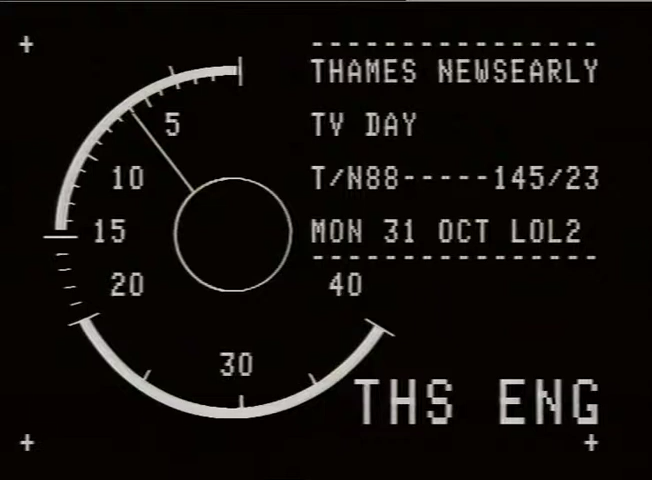 THAMES NEWSEARLY
TV DAY
T/N88-----145/23
MON 31 OCT LOL2
5
10
15
20
30
40
THS ENG